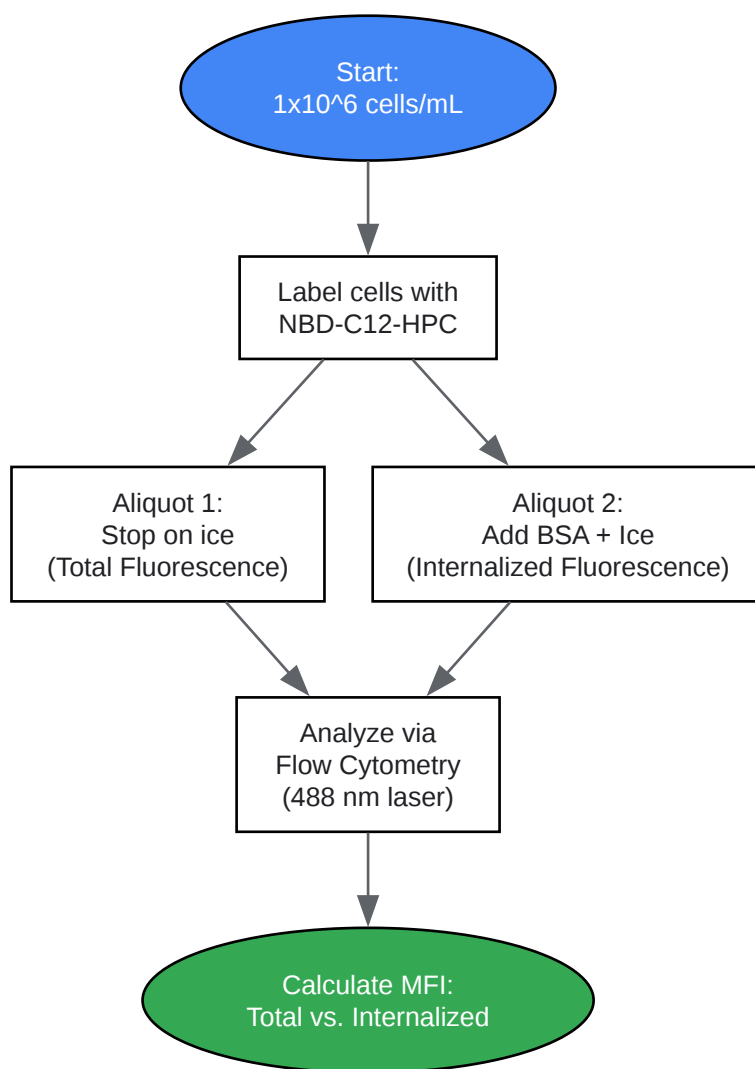 Start:
1x10^6 cells/mL
Label cells with
NBD-C12-HPC
Aliquot 1:
Stop on ice
(Total Fluorescence)
Aliquot 2:
Add BSA + Ice
(Internalized Fluorescence)
Analyze via
Flow Cytometry
(488 nm laser)
Calculate MFI:
Total vs. Internalized